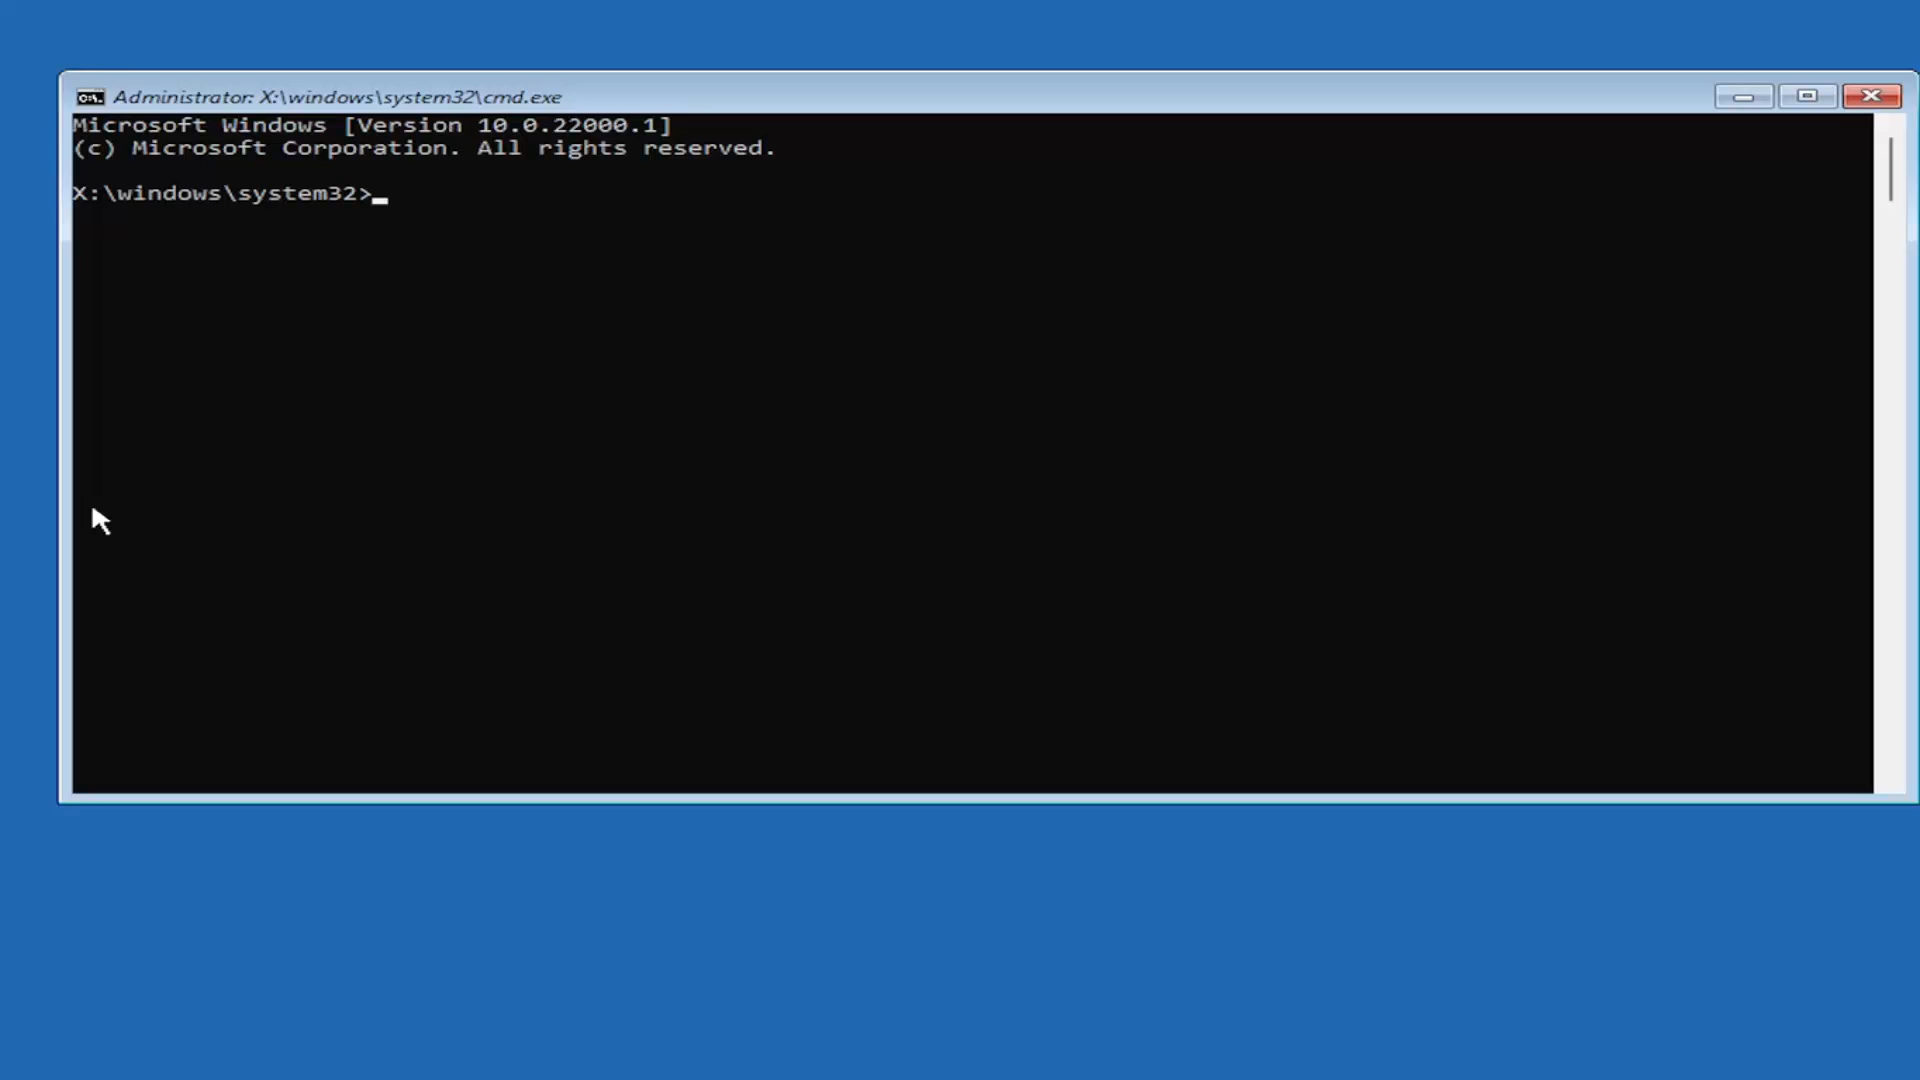 Administrator: X:\windows\system32\cmd.exe
Microsoft Windows [Version 10.0.22000.1]
(c) Microsoft Corporation. All rights reserved.
X:\windows\system32>